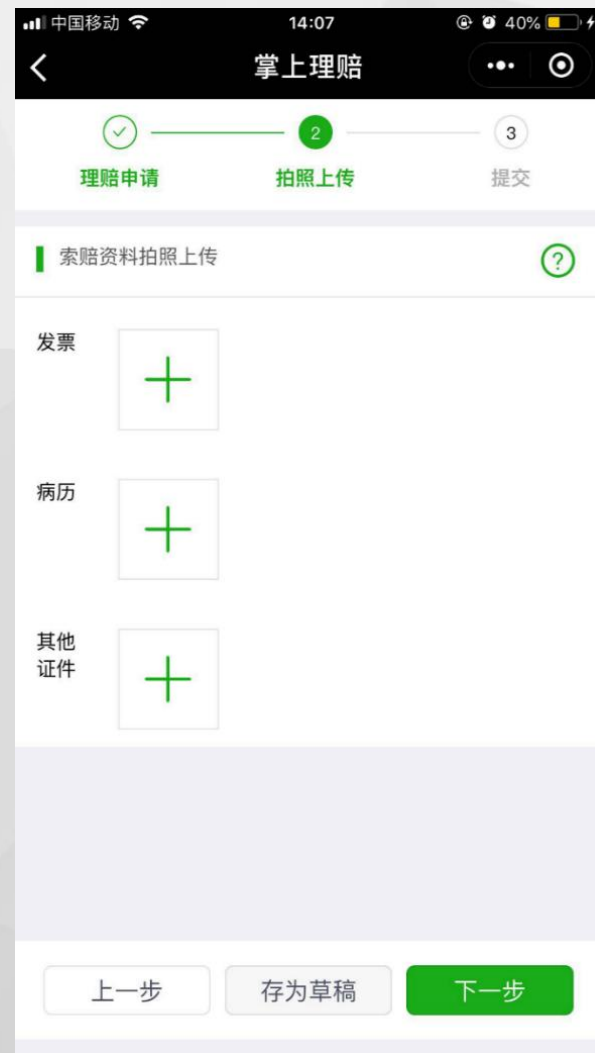 中国移动 14:07 40%
掌上理赔
2 3
理赔申请 拍照上传 提交
索赔资料拍照上传 ?
发票
病历
其他
证件
上一步 存为草稿 下一步